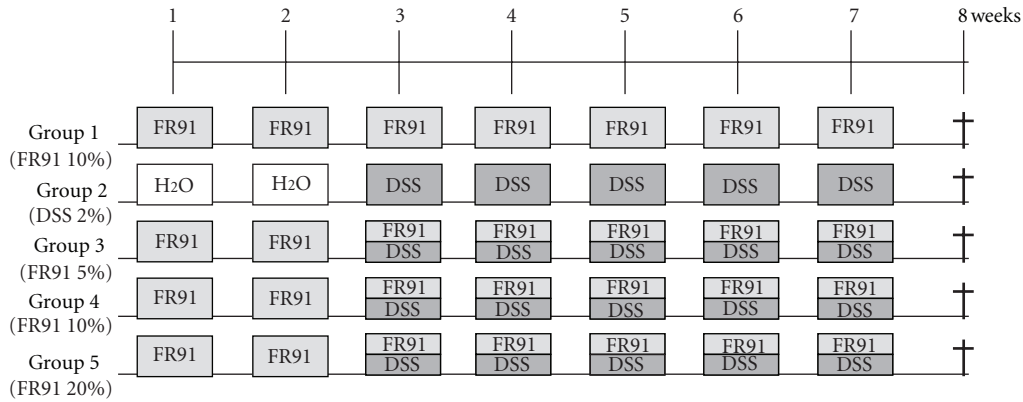 1 2 3 4 5 6 7 8 weeks
Group 1 FR91 FR91 FR91 FR91 FR91 FR91 FR91
(FR91 10%)
Group 2 H2O H2O DSS DSS DSS DSS DSS
(DSS 2%)
FR91 FR91 FR91 FR91 FR91
Group 3 FR91 FR91
DSS DSS DSS DSS DSS
(FR91 5%)
FR91 FR91 FR91 FR91 FR91
Group 4 FR91 FR91
DSS DSS DSS DSS DSS
(FR91 10%)
FR91 FR91 FR91 FR91 FR91
Group 5 FR91 FR91
DSS DSS DSS DSS DSS
(FR91 20%)